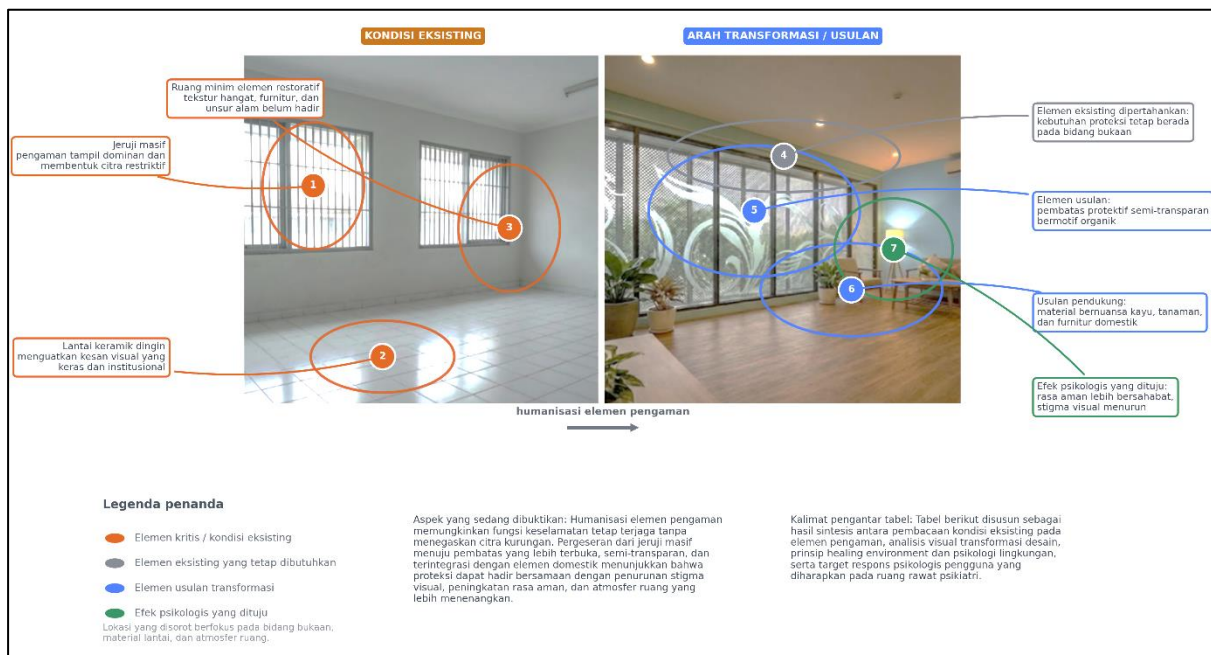 KONDISI EKSISTING
ARAH TRANSFORMASI / USULAN
Ruang minim elemen restoratif
tekstur hangat, furnitur, dan
unsur alam belum hadir
Jeruji masif
pengaman tampil dominan dan
membentuk citra restriktif
Lantai keramik dingin
menguatkan kesan visual yang
keras dan institusional
1
3
2
4
5
7
6
Elemen eksisting dipertahankan:
kebutuhan proteksi tetap berada
pada bidang bukaan
Elemen usulan:
pembatas protektif semi-transparan
bermotif organik
Usulan pendukung:
material bernuansa kayu, tanaman,
dan furnitur domestik
Efek psikologis yang dituju:
rasa aman lebih bersahabat,
stigma visual menurun
humanisasi elemen pengaman
Legenda penanda
Elemen kritis / kondisi eksisting
Elemen eksisting yang tetap dibutuhkan
Elemen usulan transformasi
Efek psikologis yang dituju
Lokasi yang disorot berfokus pada bidang bukaan,
material lantai, dan atmosfer ruang.
Aspek yang sedang dibuktikan: Humanisasi elemen pengaman
memungkinkan fungsi keselamatan tetap terjaga tanpa
menegaskan citra kurungan. Pergeseran dari jeruji masif
menuju pembatas yang lebih terbuka, semi-transparan, dan
terintegrasi dengan elemen domestik menunjukkan bahwa
proteksi dapat hadir bersamaan dengan penurunan stigma
visual, peningkatan rasa aman, dan atmosfer ruang yang
lebih menenangkan.
Kalimat pengantar tabel: Tabel berikut disusun sebagai
hasil sintesis antara pembacaan kondisi eksisting pada
elemen pengaman, analisis visual transformasi desain,
prinsip healing environment dan psikologi lingkungan,
serta target respons psikologis pengguna yang
diharapkan pada ruang rawat psikiatri.